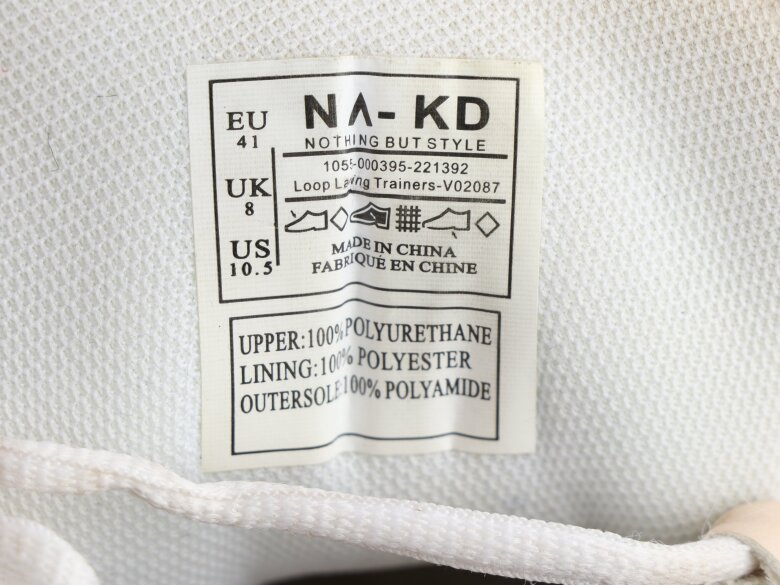 NA-KD
NOTHING BUT STYLE
EU
41
UK
8
US
10.5
1055-000395-221392
Loop Lacing Trainers-V02087
MADE IN CHINA
FABRIQUÉ EN CHINE
UPPER:100% POLYURETHANE
LINING:100% POLYESTER
OUTERSOLE:100% POLYAMIDE